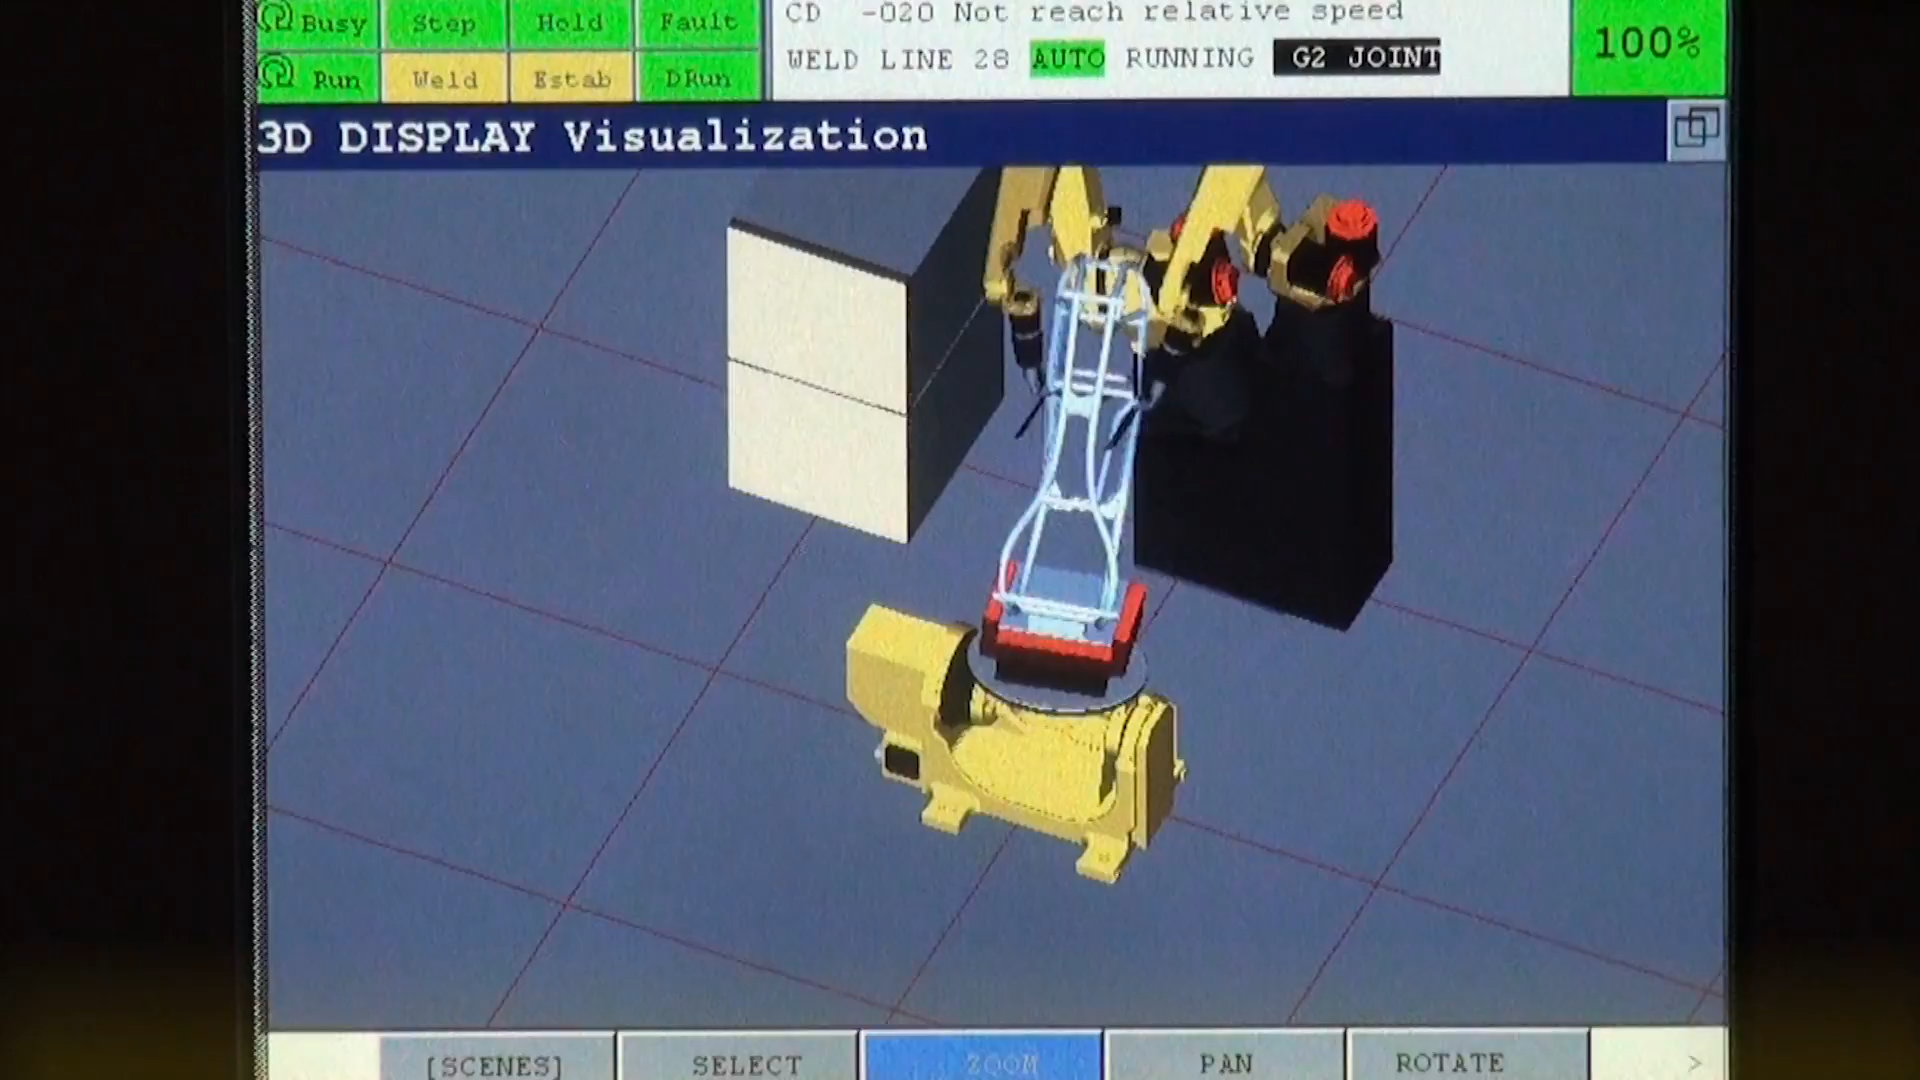 Busy Step Hold Fault
Run Weld Estab DRun
CD -020 Not reach relative speed
WELD LINE 28 AUTO RUNNING G2 JOINT
100%
3D DISPLAY Visualization
[SCENES] SELECT ZOOM PAN ROTATE >